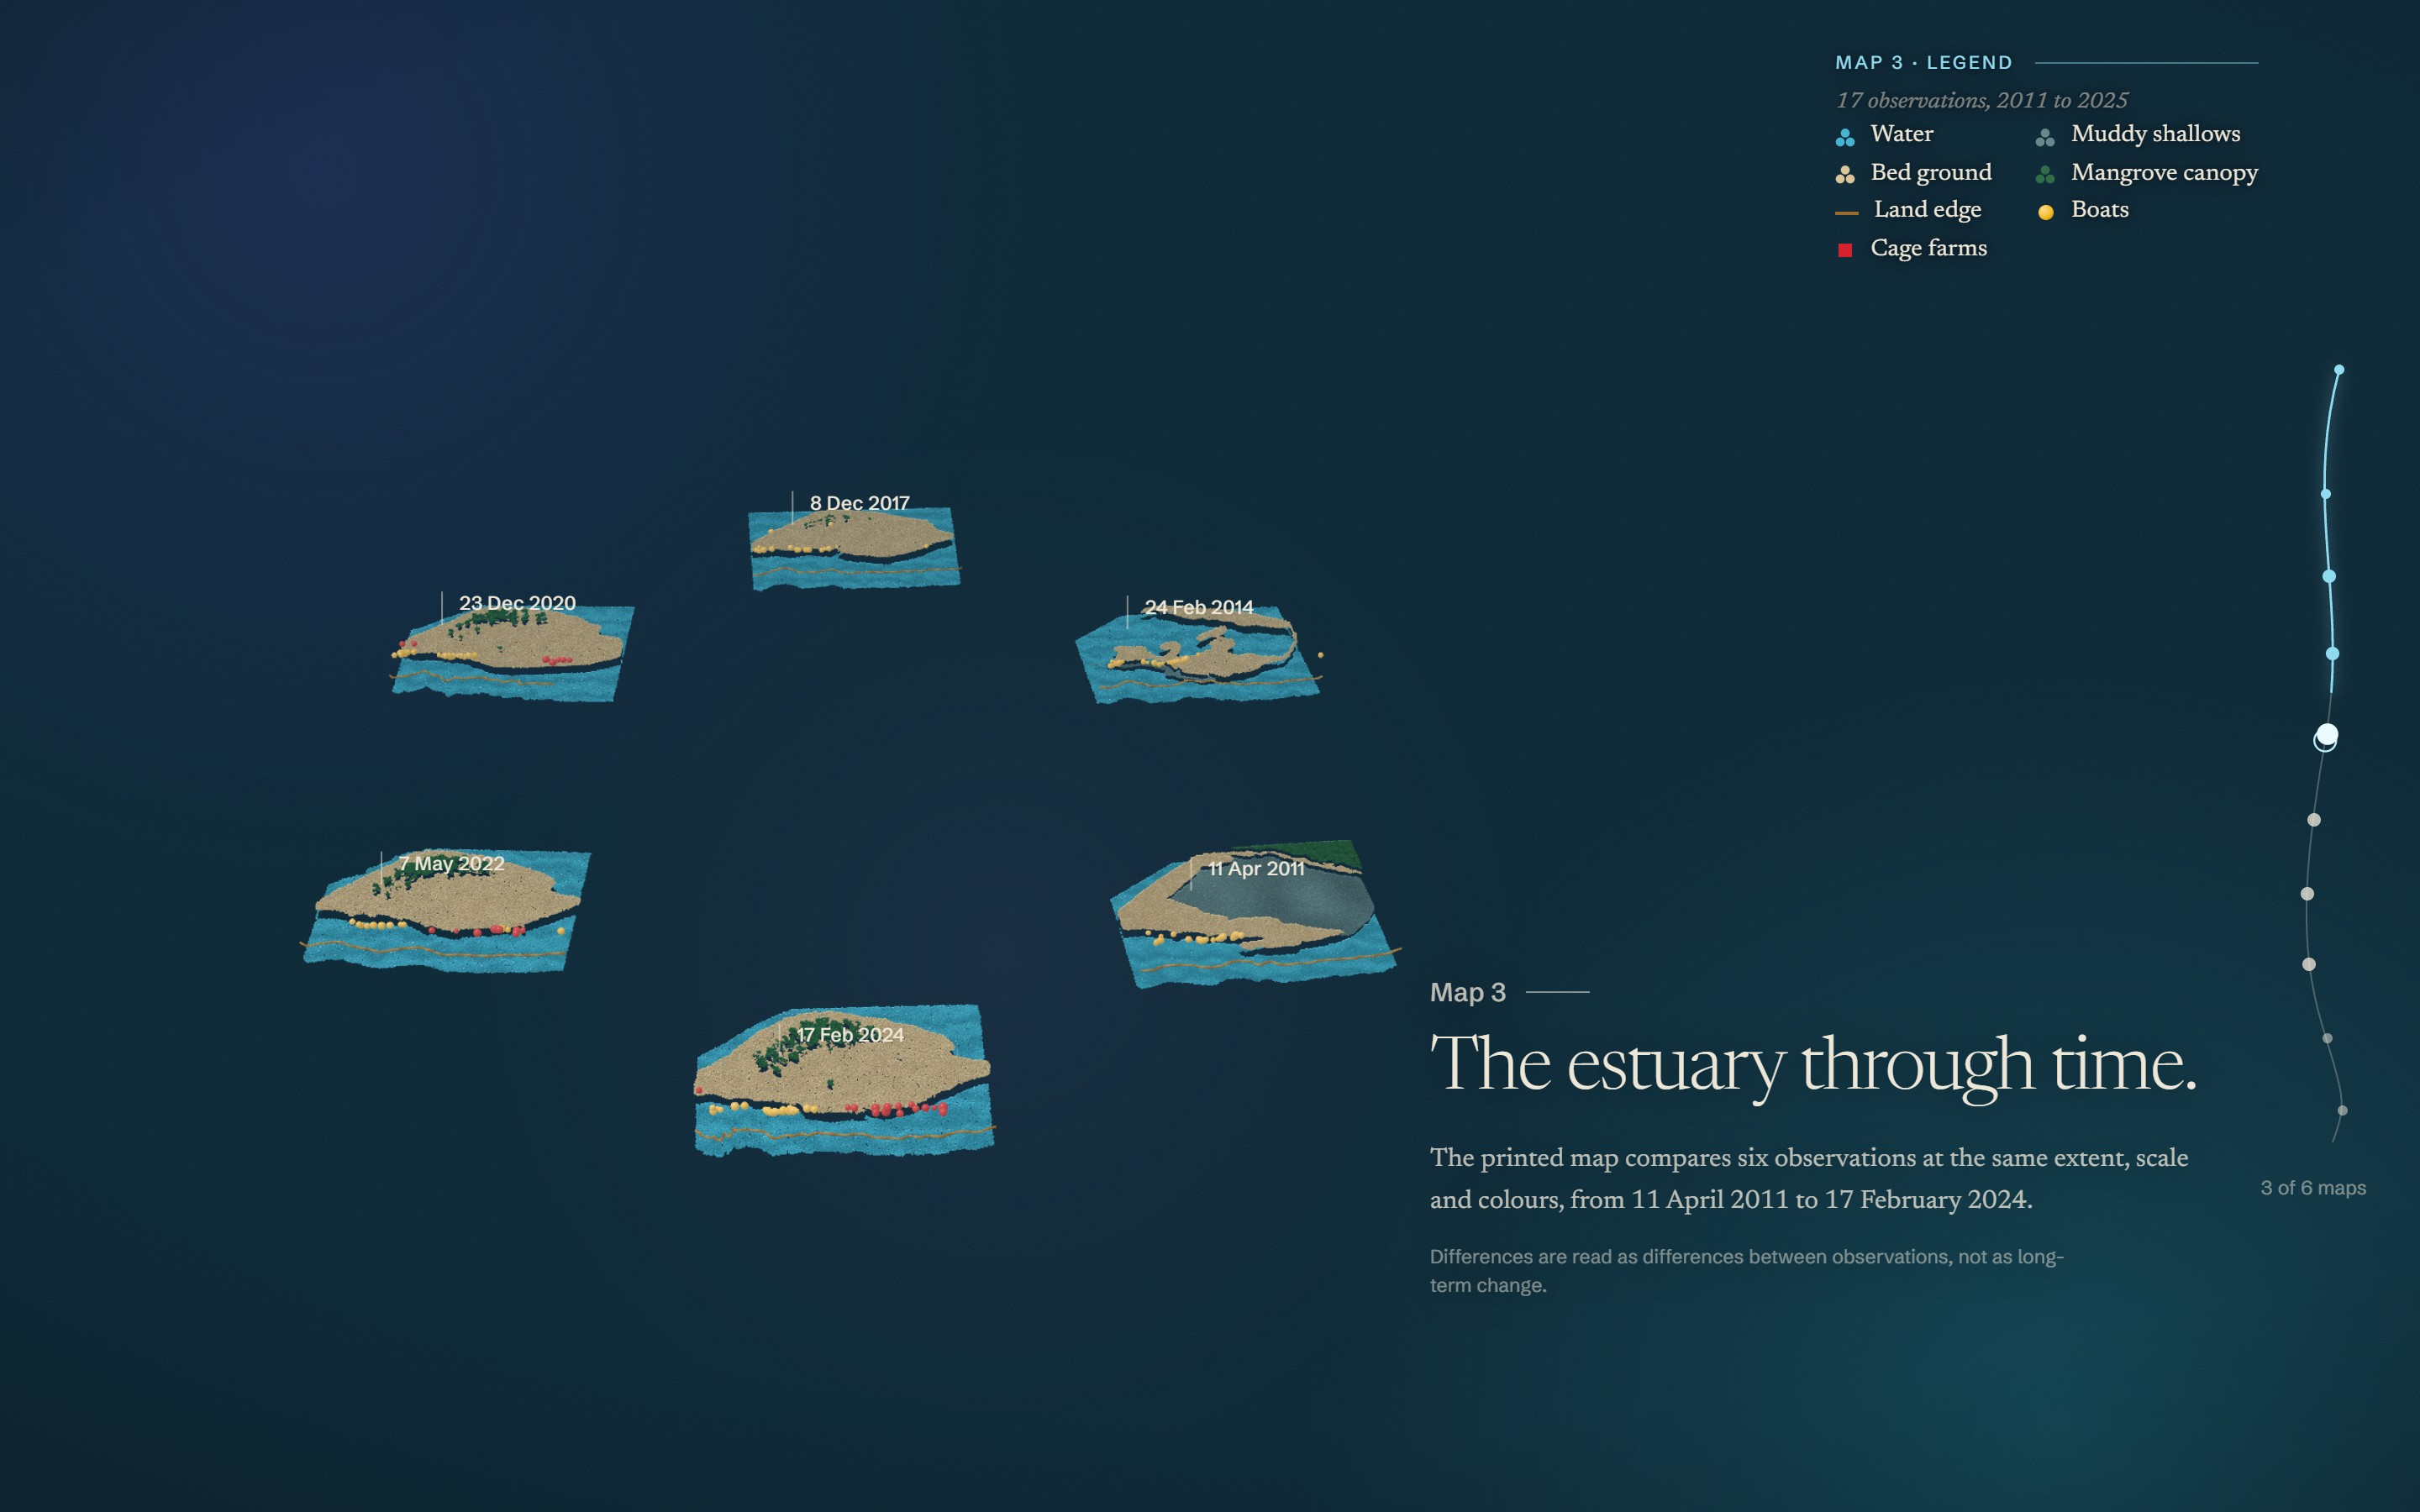 MAP 3 · LEGEND
17 observations, 2011 to 2025
Water
Muddy shallows
Bed ground
Mangrove canopy
Land edge
Boats
Cage farms
8 Dec 2017
23 Dec 2020
24 Feb 2014
7 May 2022
11 Apr 2011
17 Feb 2024
Map 3
The estuary through time.
The printed map compares six observations at the same extent, scale
and colours, from 11 April 2011 to 17 February 2024.
3 of 6 maps
Differences are read as differences between observations, not as long-
term change.